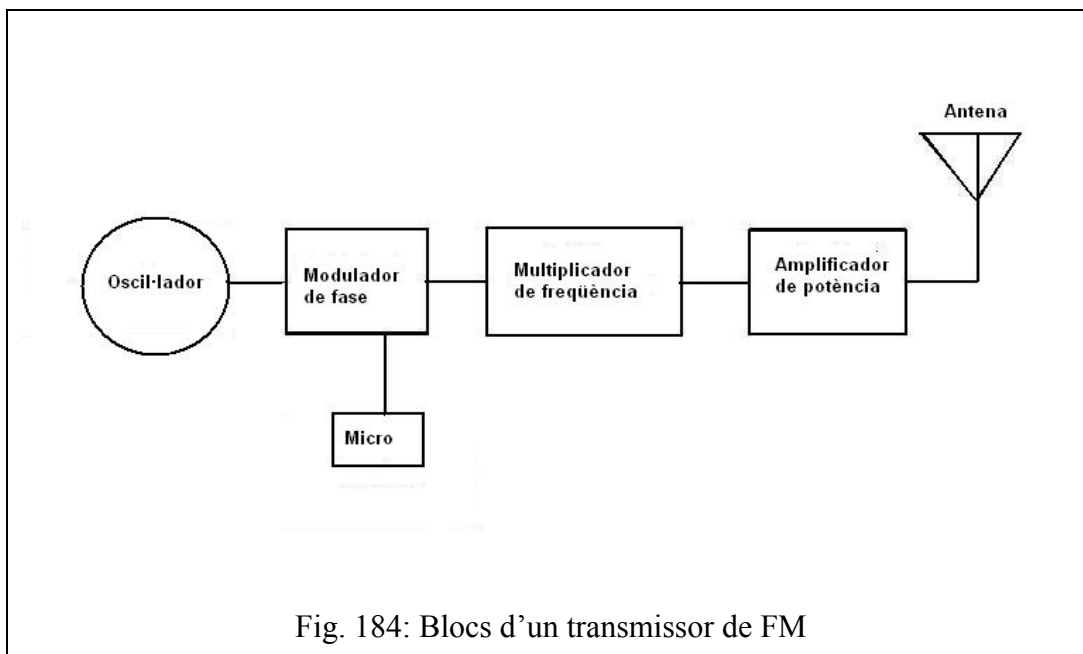 Antena
Oscil·lador
Modulador
de fase
Multiplicador
de freqüència
Amplificador
de potència
Micro
Fig. 184: Blocs d’un transmissor de FM